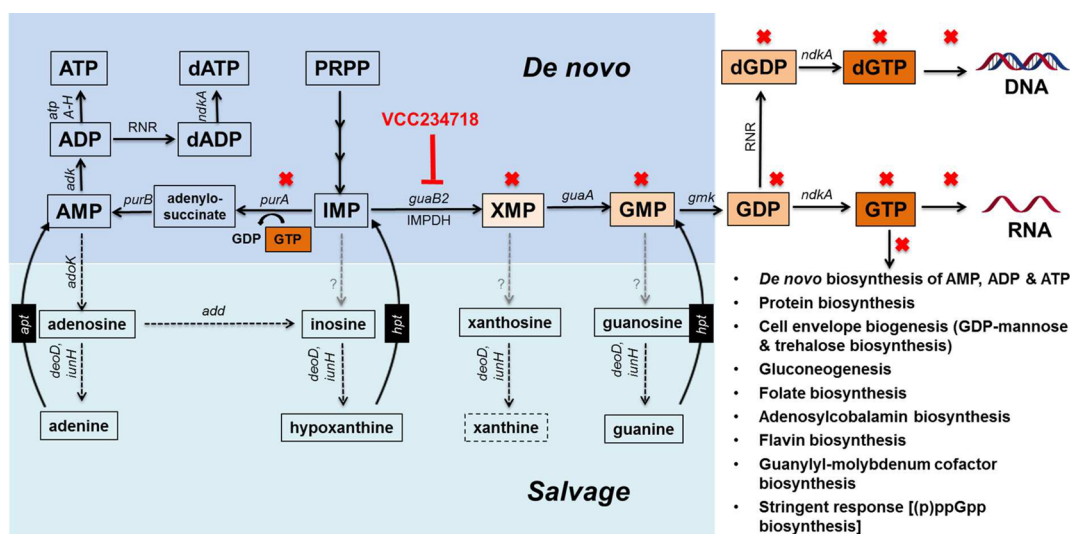 De novo
ATP
dATP
PRPP
dGDP
ndkA
dGTP
DNA
atp
A-H
ndkA
VCC234718
RNR
ADP
RNR
dADP
adk
AMP
purB
adenylo-
succinate
purA
IMP
guaB2
IMPDH
XMP
guaA
GMP
gmk
GDP
ndkA
GTP
RNA
GDP
GTP
adoK
?
?
?
apt
adenosine
add
inosine
hpt
xanthosine
guanosine
hpt
deoD,
iunH
deoD,
iunH
deoD,
iunH
deoD,
iunH
adenine
hypoxanthine
xanthine
guanine
Salvage
• De novo biosynthesis of AMP, ADP & ATP
• Protein biosynthesis
• Cell envelope biogenesis (GDP-mannose
& trehalose biosynthesis)
• Gluconeogenesis
• Folate biosynthesis
• Adenosylcobalamin biosynthesis
• Flavin biosynthesis
• Guanylyl-molybdenum cofactor
biosynthesis
• Stringent response [(p)ppGpp
biosynthesis]